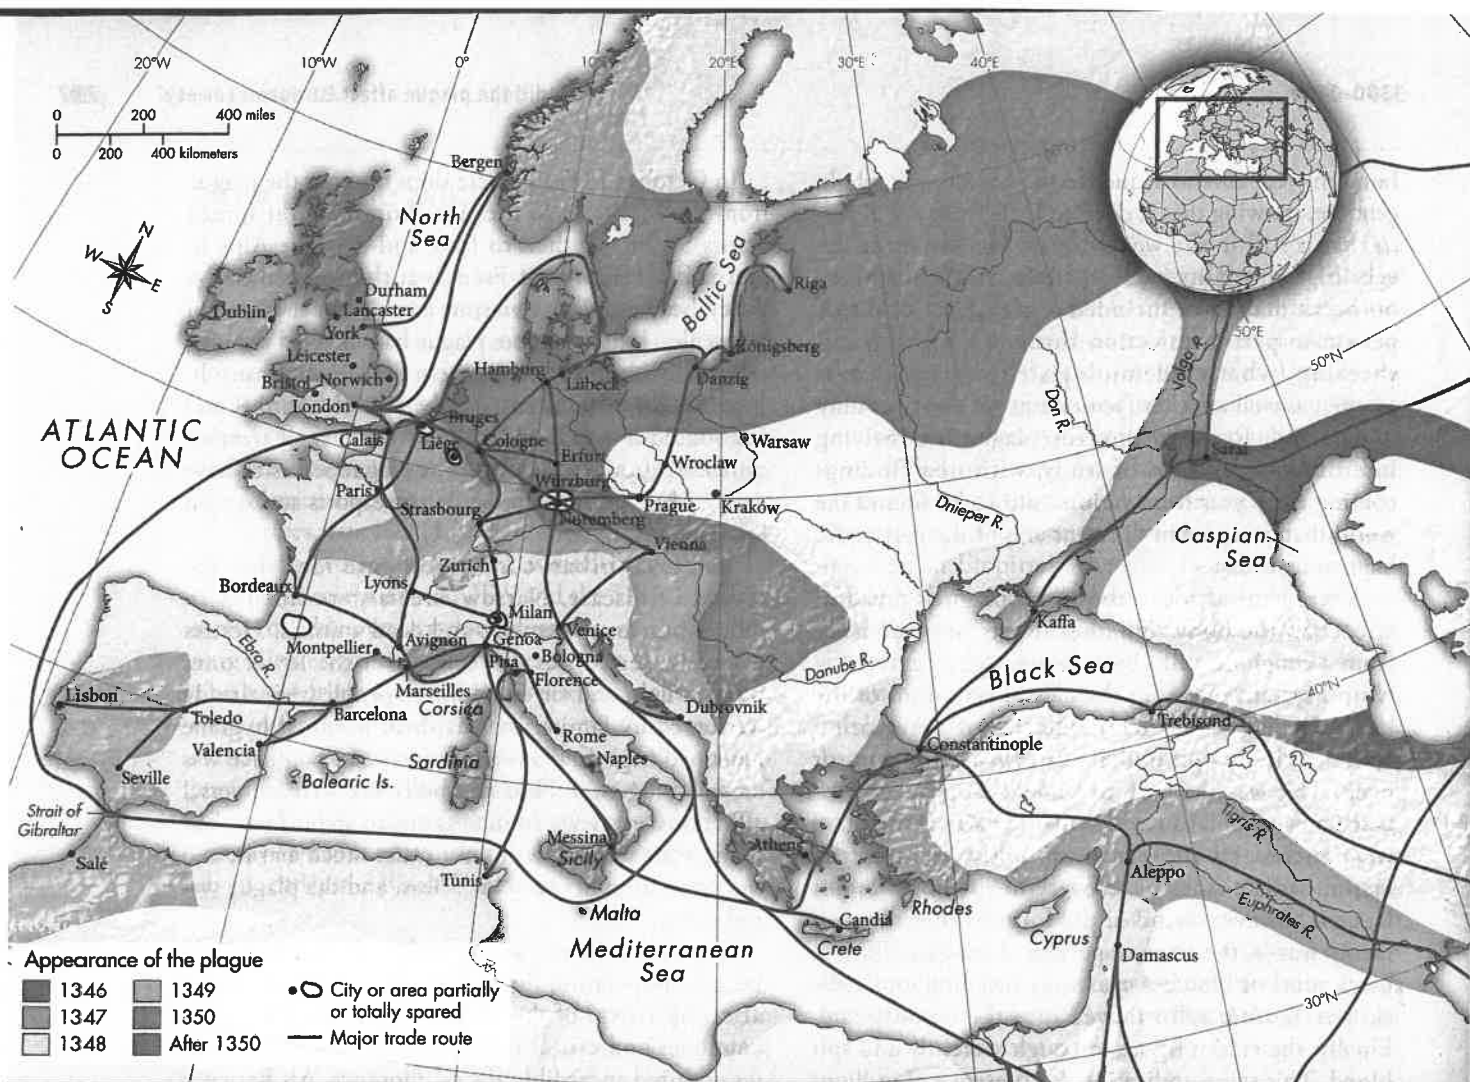 20°W
10°W
0°
10°E
20°E
30°E
40°E
0 200 400 miles
0 200 400 kilometers
N
W
E
S
Bergen
North
Sea
Baltic Sea
Riga
Durham
Lancaster
Dublin
York
Leicester
Bristol
Norwich
London
Hamburg
Lübeck
Königsberg
Danzig
50°E
50°N
Volga R.
Don R.
ATLANTIC
OCEAN
Calais
Bruges
Liège
Cologne
Erfurt
Warsaw
Wroclaw
Sarai
Paris
Würzburg
Prague
Kraków
Strasbourg
Nuremberg
Dnieper R.
Vienna
Caspian
Sea
Zurich
Bordeaux
Lyons
Milan
Kaffa
Ebro R.
Montpellier
Avignon
Genoa
Venice
Bologna
Pisa
Florence
Danube R.
Black Sea
40°N
Lisbon
Toledo
Barcelona
Marseilles
Corsica
Dubrovnik
Trebisond
Valencia
Rome
Constantinople
Seville
Balearic Is.
Sardinia
Naples
Strait of
Gibraltar
Messina
Sicily
Athens
Tigris R.
Salé
Tunis
Aleppo
Malta
Rhodes
Euphrates R.
Candia
Crete
Cyprus
Mediterranean
Sea
Damascus
30°N
Appearance of the plague
1346
1349
1347
1350
1348
After 1350
City or area partially
or totally spared
Major trade route